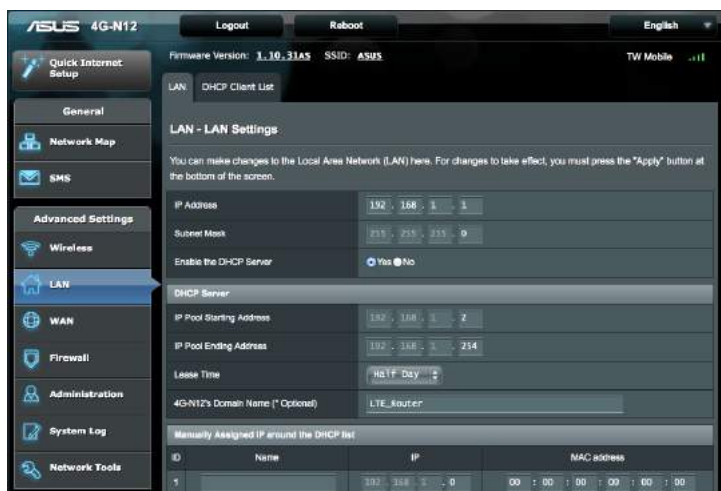 ASUS 4G-N12 Logout Reboot English
Quick Internet Setup
Firmware Version: 1.10.31AS SSID: ASUS TW Mobile
LAN DHCP Client List
General
Network Map
SMS
Advanced Settings
Wireless
LAN
WAN
Firewall
Administration
System Log
Network Tools
LAN - LAN Settings
You can make changes to the Local Area Network (LAN) here. For changes to take effect, you must press the "Apply" button at
the bottom of the screen.
IP Address 192 . 168 . 1 . 1
Subnet Mask 255 . 255 . 255 . 0
Enable the DHCP Server Yes No
DHCP Server
IP Pool Starting Address 192 . 168 . 1 . 2
IP Pool Ending Address 192 . 168 . 1 . 254
Lease Time Half Day
4G-N12's Domain Name (* Optional) LTE_Router
Manually Assigned IP around the DHCP list
ID Name IP MAC address
1 192 . 168 . 1 . 0 00 : 00 : 00 : 00 : 00 : 00